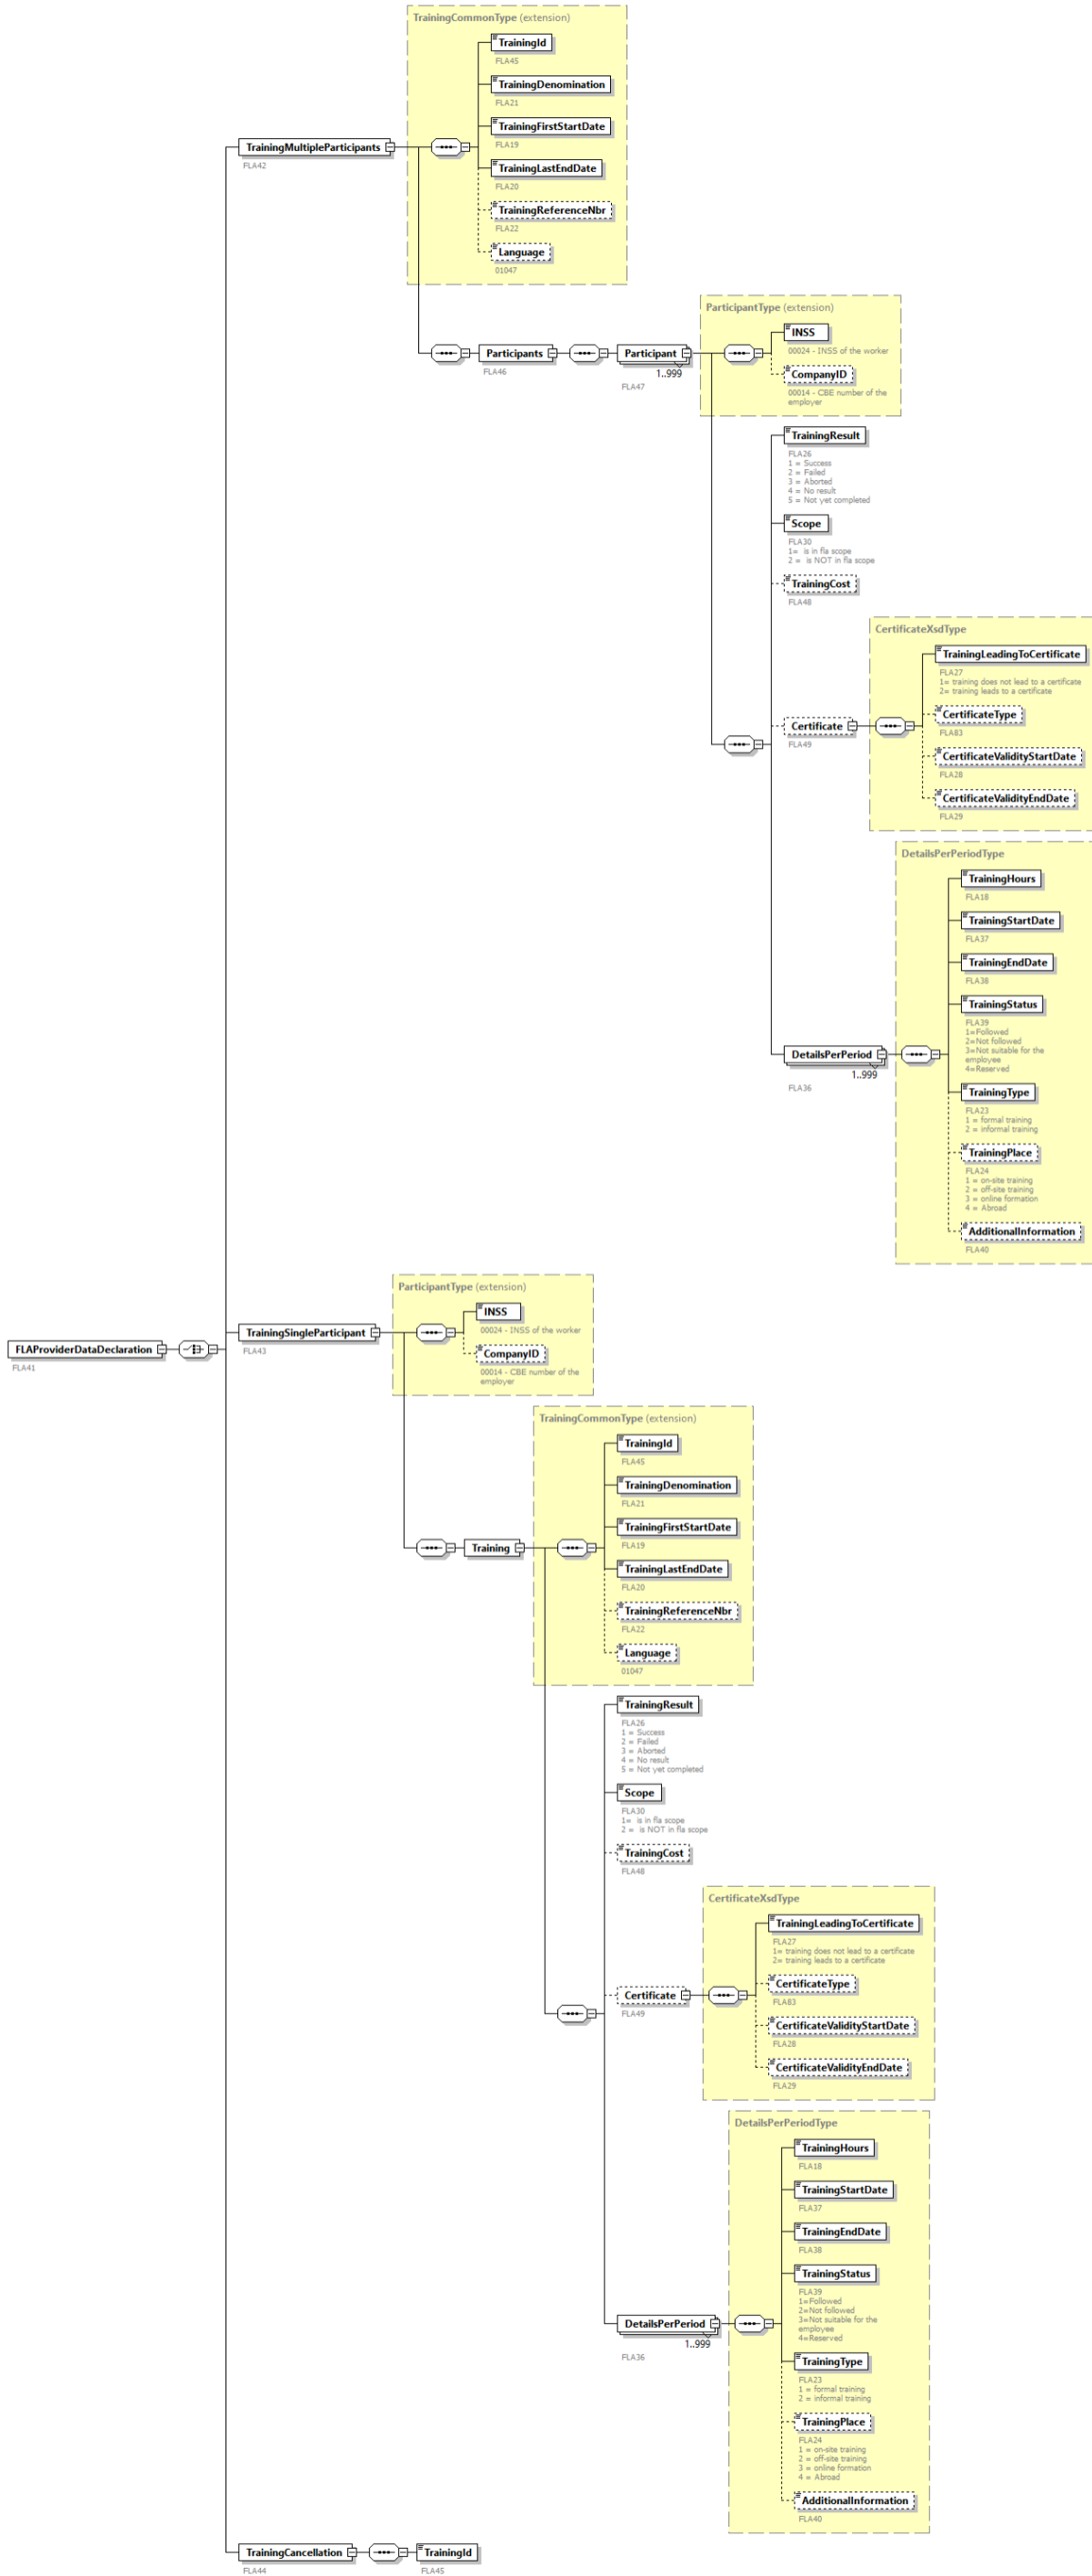 TrainingCommonType (extension)
TrainingId
FLA45
TrainingDenomination
FLA21
TrainingFirstStartDate
FLA19
TrainingMultipleParticipants
FLA42
TrainingLastEndDate
FLA20
TrainingReferenceNbr
FLA22
Language
01047
ParticipantType (extension)
INSS
00024 - INSS of the worker
Participants
FLA46
Participant
1..999
FLA47
CompanyID
00014 - CBE number of the
employer
TrainingResult
FLA26
1 = Success
2 = Failed
3 = Aborted
4 = No result
5 = Not yet completed
Scope
FLA30
1= is in fla scope
2 = is NOT in fla scope
TrainingCost
FLA48
CertificateXsdType
TrainingLeadingToCertificate
FLA27
1= training does not lead to a certificate
2= training leads to a certificate
Certificate
FLA49
CertificateType
FLA83
CertificateValidityStartDate
FLA28
CertificateValidityEndDate
FLA29
DetailsPerPeriodType
TrainingHours
FLA18
TrainingStartDate
FLA37
TrainingEndDate
FLA38
TrainingStatus
FLA39
1=Followed
2=Not followed
3=Not suitable for the
employee
4=Reserved
DetailsPerPeriod
1..999
FLA36
TrainingType
FLA23
1 = formal training
2 = informal training
TrainingPlace
FLA24
1 = on-site training
2 = off-site training
3 = online formation
4 = Abroad
AdditionalInformation
FLA40
ParticipantType (extension)
INSS
00024 - INSS of the worker
TrainingSingleParticipant
FLA43
FLAProviderDataDeclaration
FLA41
CompanyID
00014 - CBE number of the
employer
TrainingCommonType (extension)
TrainingId
FLA45
TrainingDenomination
FLA21
TrainingFirstStartDate
FLA19
Training
TrainingLastEndDate
FLA20
TrainingReferenceNbr
FLA22
Language
01047
TrainingResult
FLA26
1 = Success
2 = Failed
3 = Aborted
4 = No result
5 = Not yet completed
Scope
FLA30
1= is in fla scope
2 = is NOT in fla scope
TrainingCost
FLA48
CertificateXsdType
TrainingLeadingToCertificate
FLA27
1= training does not lead to a certificate
2= training leads to a certificate
Certificate
FLA49
CertificateType
FLA83
CertificateValidityStartDate
FLA28
CertificateValidityEndDate
FLA29
DetailsPerPeriodType
TrainingHours
FLA18
TrainingStartDate
FLA37
TrainingEndDate
FLA38
TrainingStatus
FLA39
1=Followed
2=Not followed
3=Not suitable for the
employee
4=Reserved
DetailsPerPeriod
1..999
FLA36
TrainingType
FLA23
1 = formal training
2 = informal training
TrainingPlace
FLA24
1 = on-site training
2 = off-site training
3 = online formation
4 = Abroad
AdditionalInformation
FLA40
TrainingCancellation
FLA44
TrainingId
FLA45